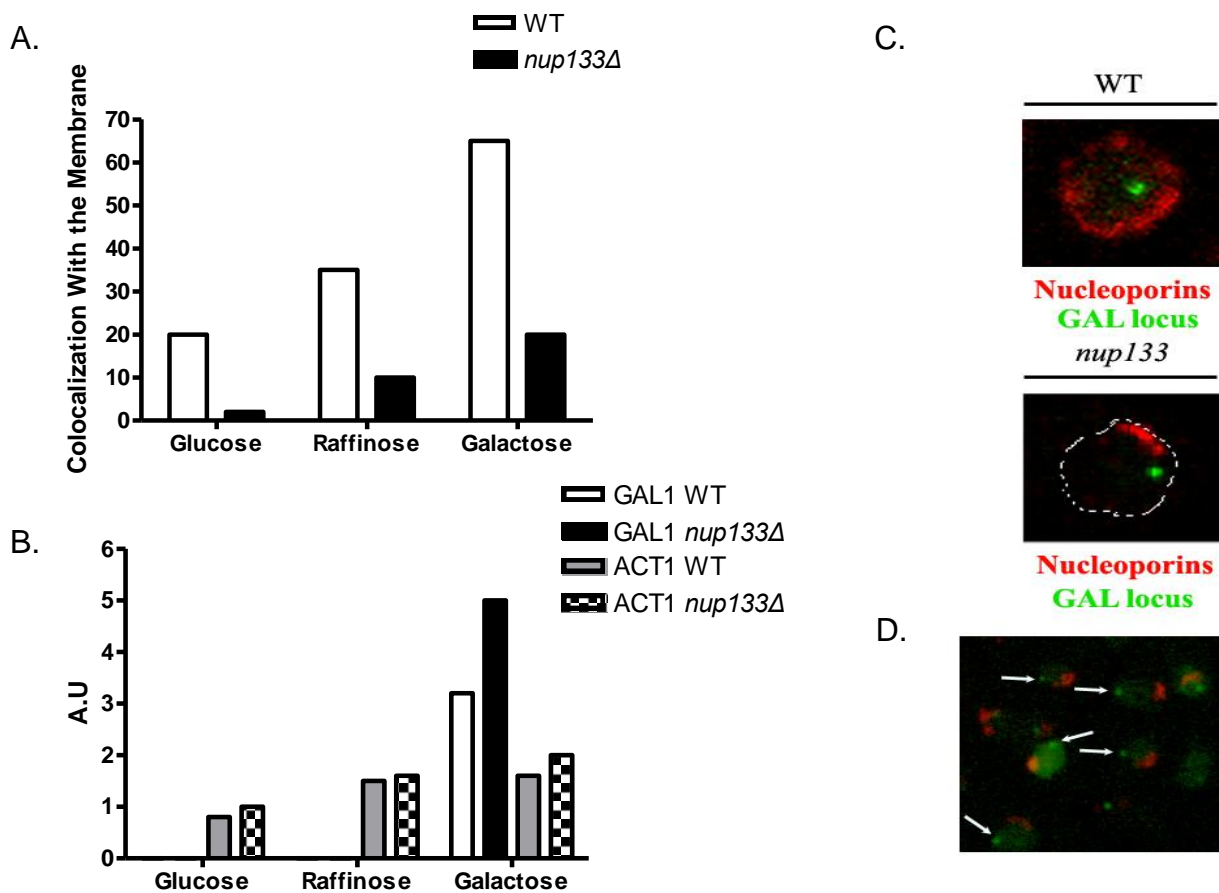 A.
WT
nup133Δ
Colocalization With the Membrane
70
60
50
40
30
20
10
0
Glucose Raffinose Galactose
B.
GAL1 WT
GAL1 nup133Δ
ACT1 WT
ACT1 nup133Δ
A.U
6
5
4
3
2
1
0
Glucose Raffinose Galactose
C.
WT
Nucleoporins
GAL locus
nup133
Nucleoporins
GAL locus
D.